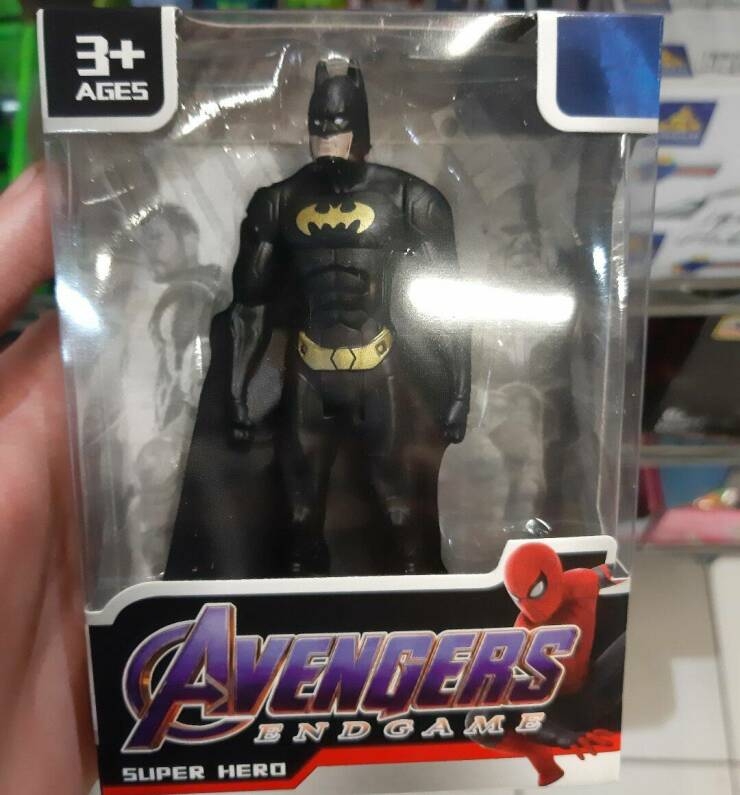 3+
AGES
AVENGERS
ENDGAME
SUPER HERO